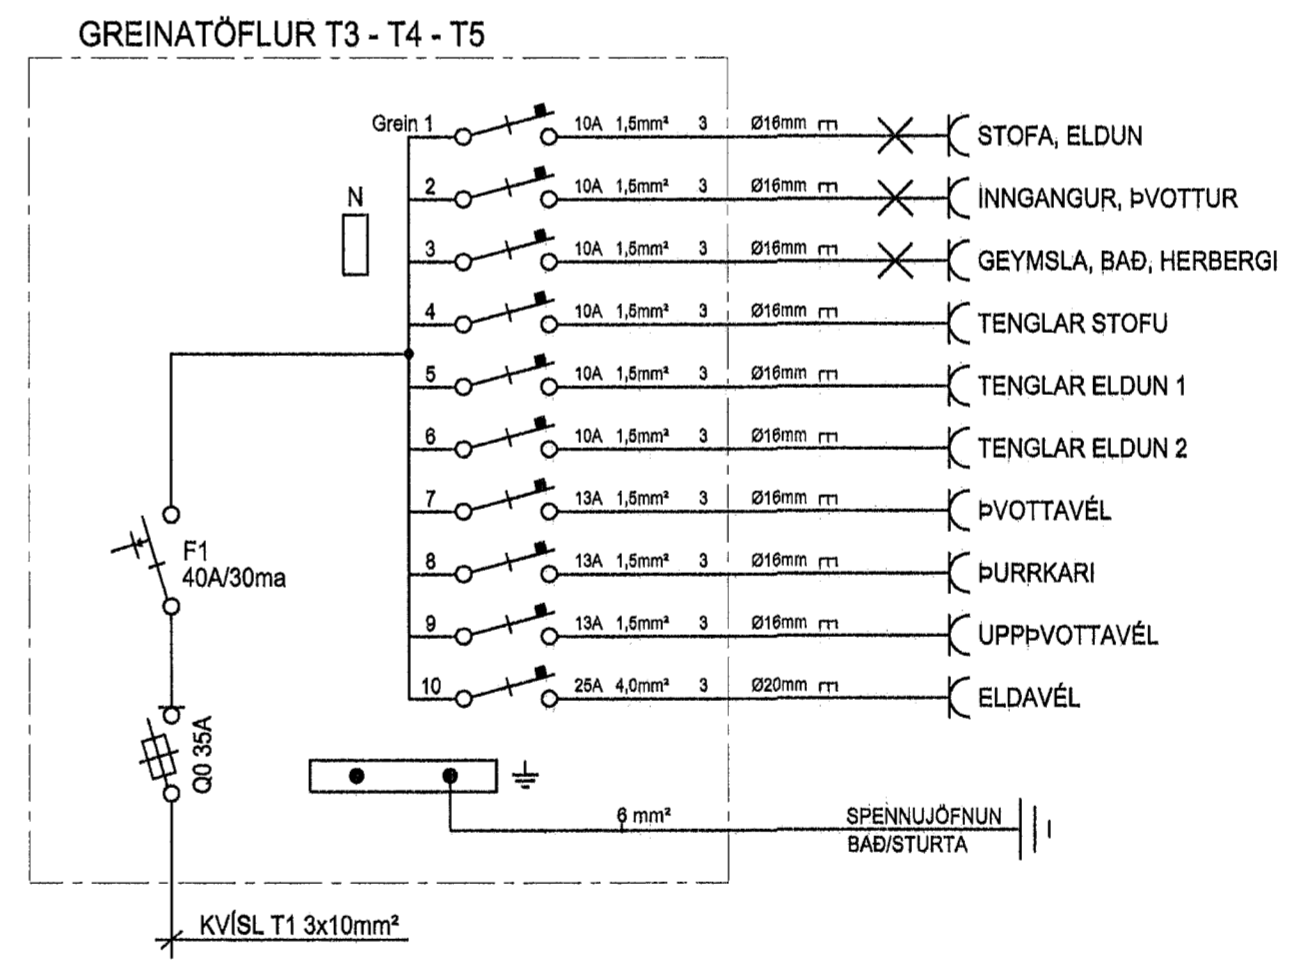 GREINATÖFLUR T3 - T4 - T5
Grein 1 10A 1,5mm² 3 Ø16mm STOFA, ELDUN
2 10A 1,5mm² 3 Ø16mm INNGANGUR, ÞVOTTUR
N
3 10A 1,5mm² 3 Ø16mm GEYMSLA, BAÐ, HERBERGI
4 10A 1,5mm² 3 Ø16mm TENGLAR STOFU
5 10A 1,5mm² 3 Ø16mm TENGLAR ELDUN 1
6 10A 1,5mm² 3 Ø16mm TENGLAR ELDUN 2
7 13A 1,5mm² 3 Ø16mm ÞVOTTAVÉL
F1
40A/30ma
8 13A 1,5mm² 3 Ø16mm ÞURRKARI
9 13A 1,5mm² 3 Ø16mm UPPÞVOTTAVÉL
10 25A 4,0mm² 3 Ø20mm ELDAVÉL
Q0 35A
6 mm² SPENNUJÖFNUN
BAÐ/STURTA
KVÍSL T1 3x10mm²